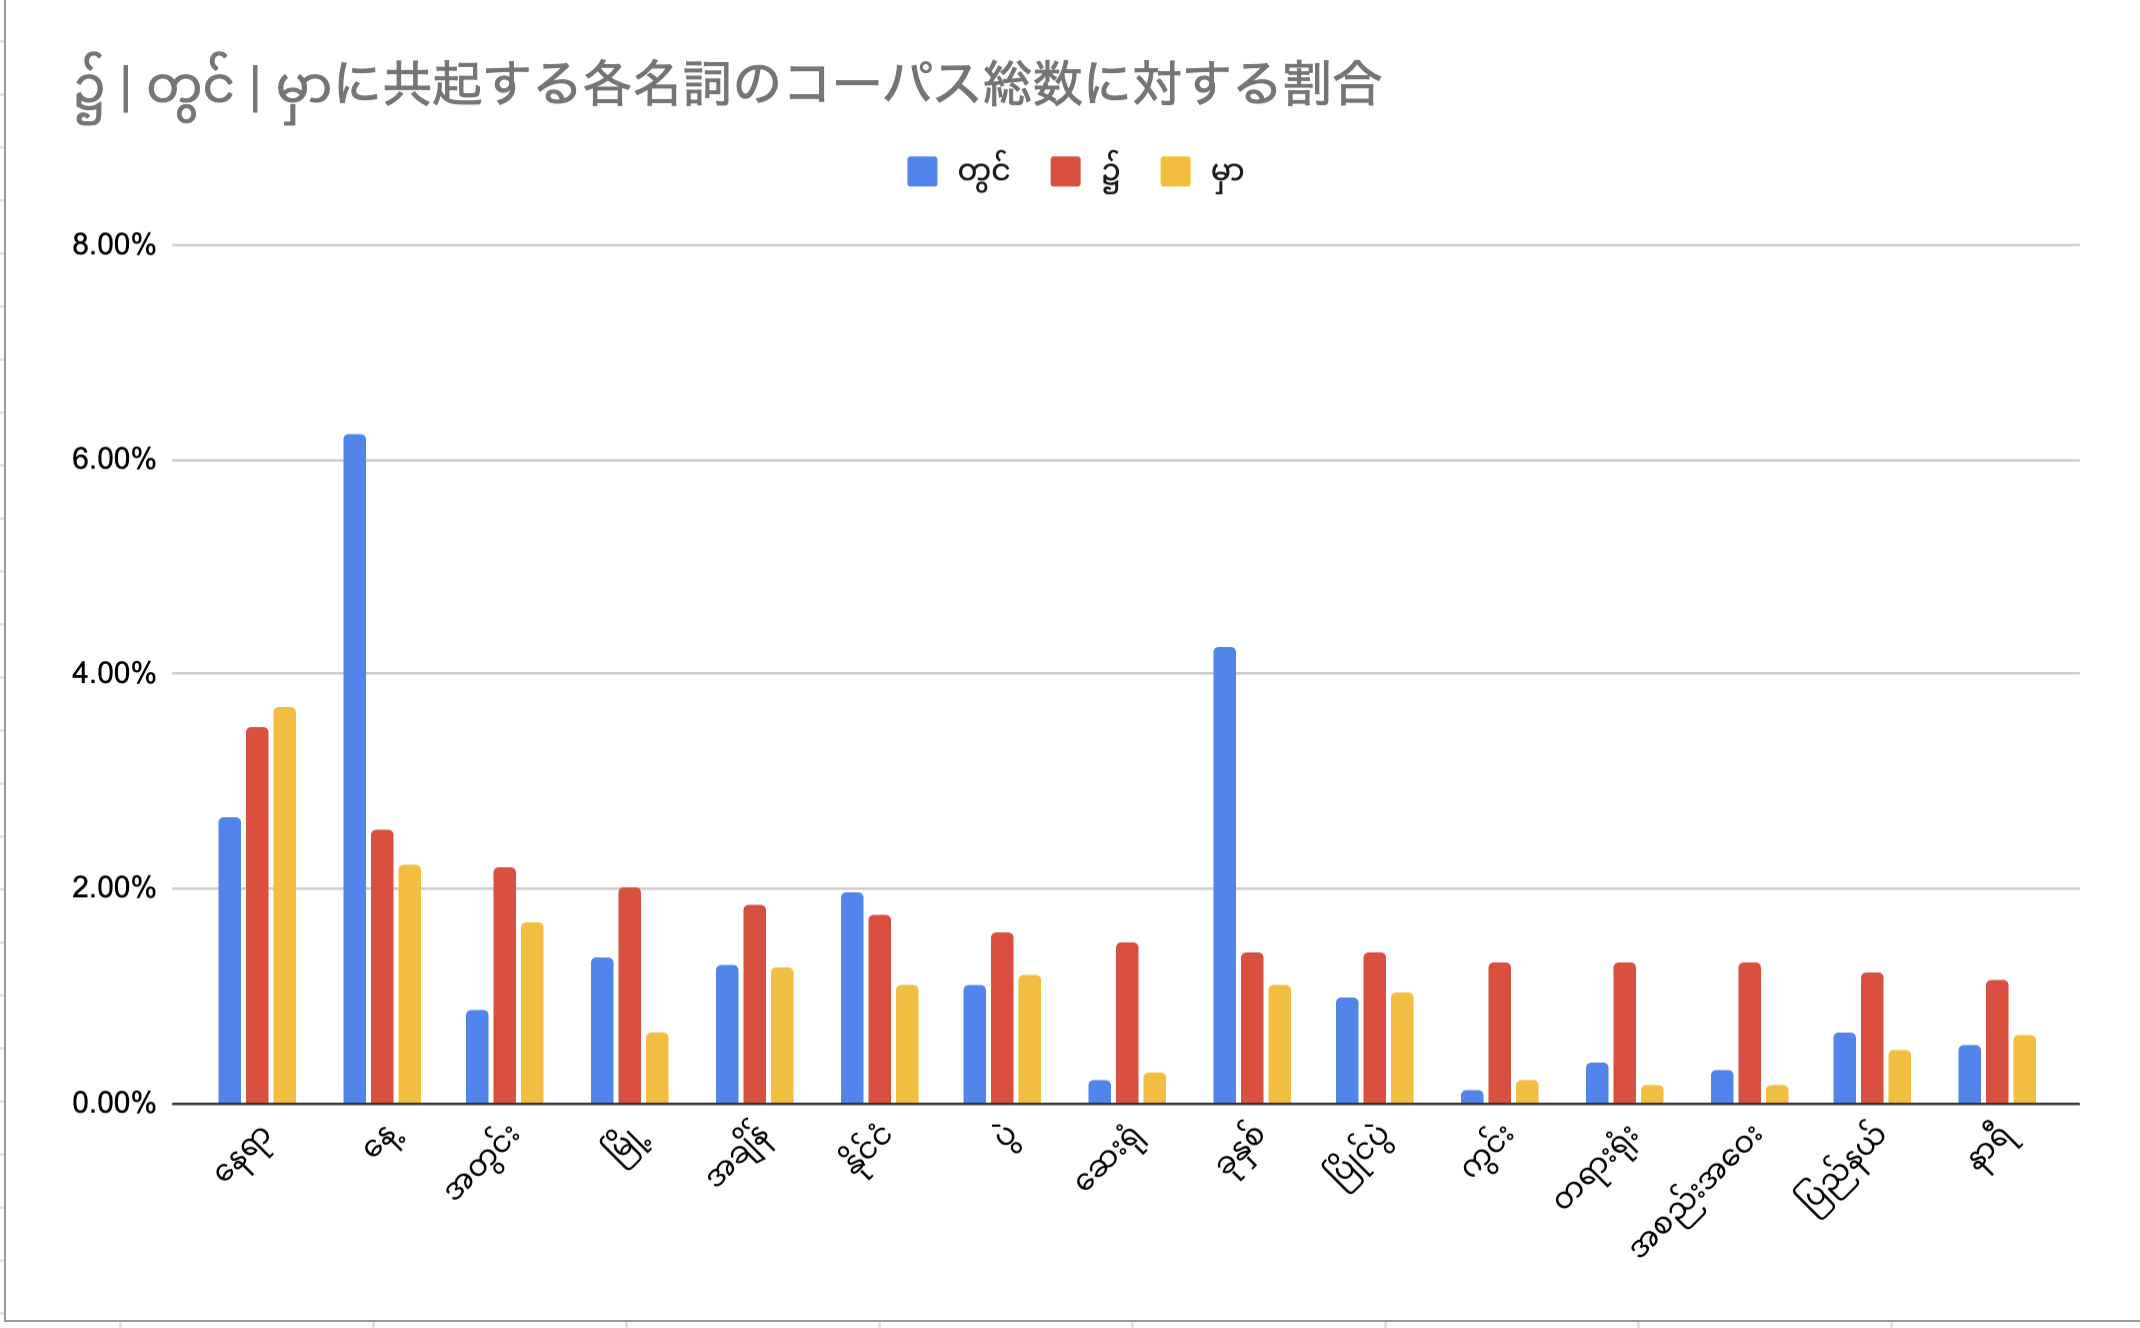 ၌ | တွင် | မှာに共起する各名詞のコーパス総数に対する割合
တွင် ၌ မှာ
8.00%
6.00%
4.00%
2.00%
0.00%
နေရာ
နေ့
အတွင်း
မြို့
အချိန်
နိုင်ငံ
ပွဲ
ဆေးရုံ
ခုနှစ်
ပြိုင်ပွဲ
ကွင်း
တရားရုံး
အစည်းအဝေး
ပြည်နယ်
နာရီ